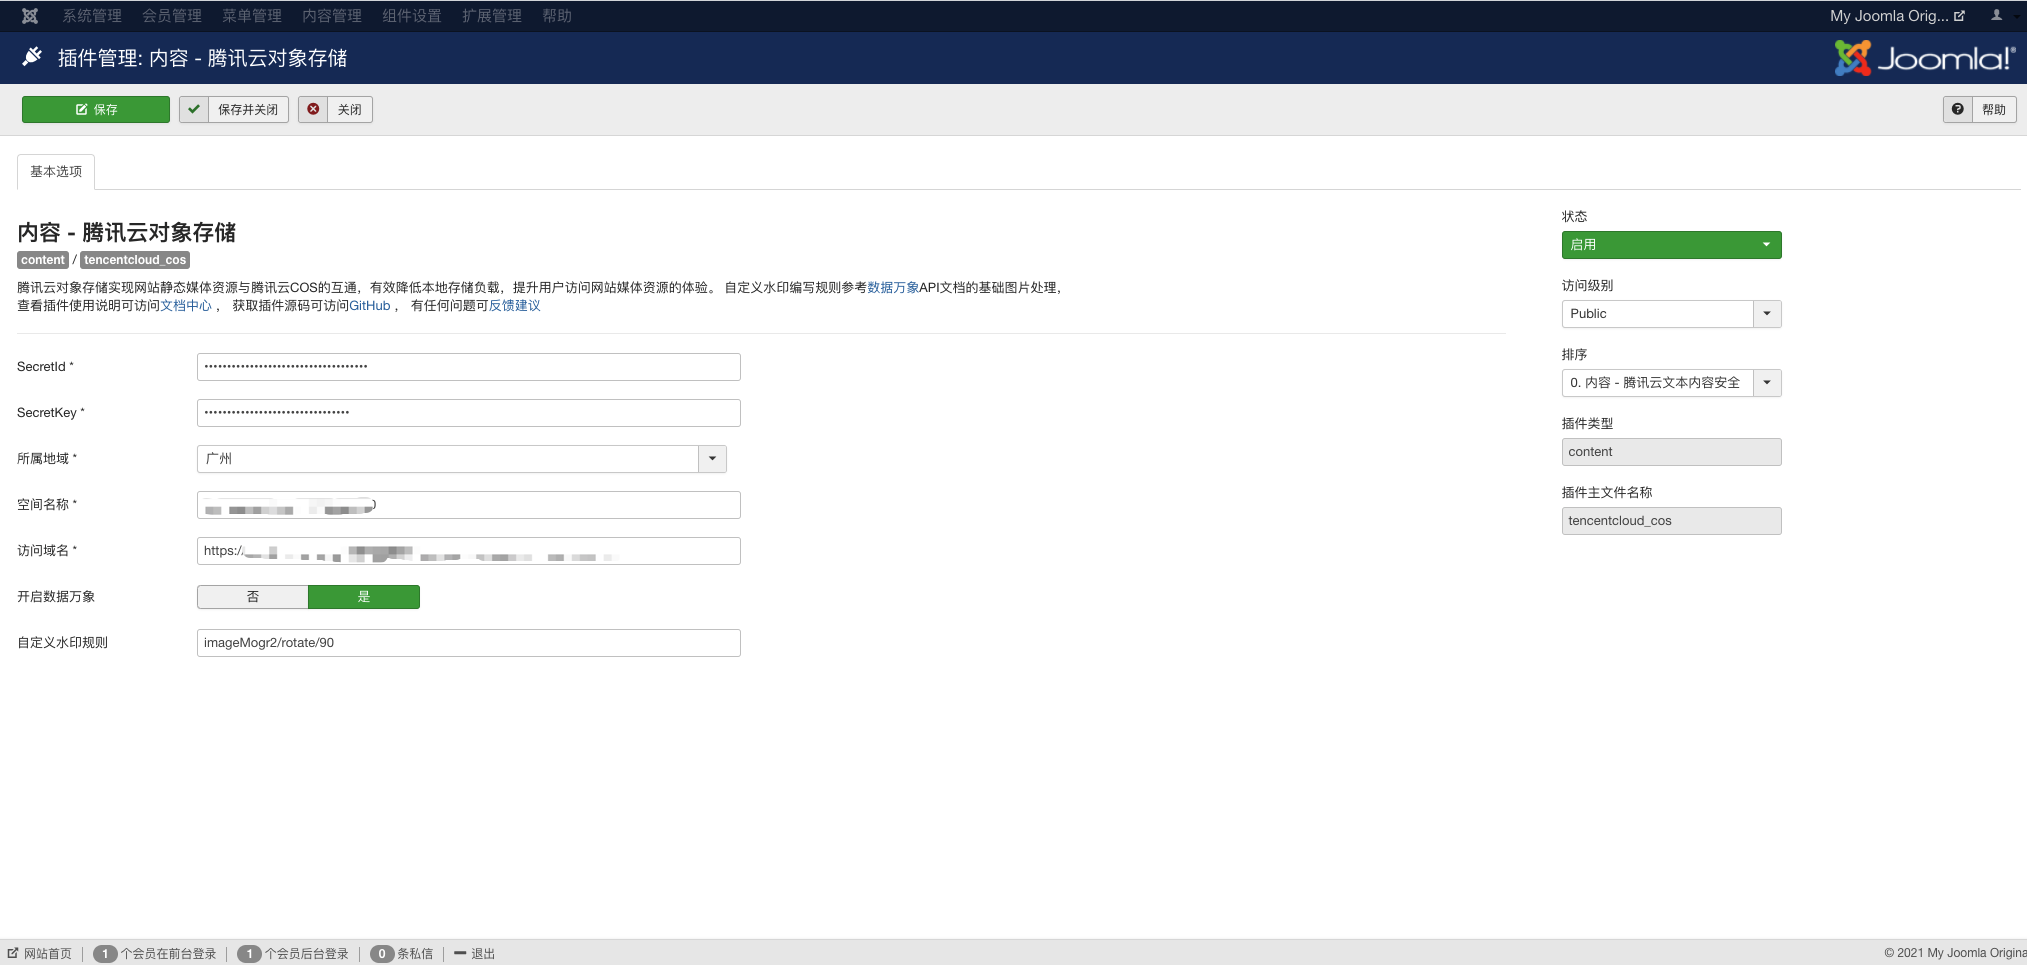 系统管理 会员管理 菜单管理 内容管理 组件设置 扩展管理 帮助 My Joomla Orig...
插件管理: 内容 - 腾讯云对象存储 Joomla!®
保存 保存并关闭 关闭 帮助
基本选项
内容 - 腾讯云对象存储
content / tencentcloud_cos
腾讯云对象存储实现网站静态媒体资源与腾讯云COS的互通，有效降低本地存储负载，提升用户访问网站媒体资源的体验。 自定义水印编写规则参考数据万象API文档的基础图片处理，
查看插件使用说明可访问文档中心 ， 获取插件源码可访问GitHub ， 有任何问题可反馈建议
SecretId *
SecretKey *
所属地域 * 广州
空间名称 *
访问域名 * https:/
开启数据万象 否 是
自定义水印规则 imageMogr2/rotate/90
状态
启用
访问级别
Public
排序
0. 内容 - 腾讯云文本内容安全
插件类型
content
插件主文件名称
tencentcloud_cos
网站首页 1 个会员在前台登录 1 个会员后台登录 0 条私信 退出 © 2021 My Joomla Origina